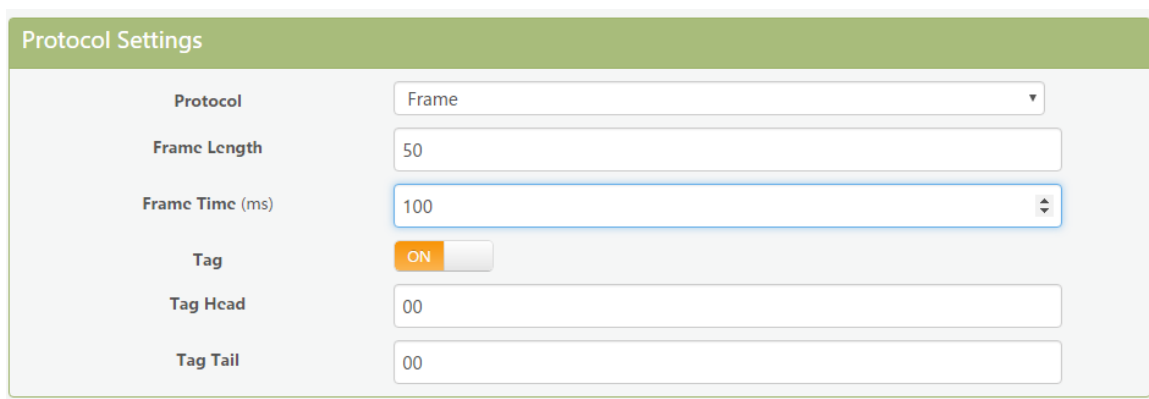 Protocol Settings
Protocol Frame
Frame Length 50
Frame Time (ms) 100
Tag ON
Tag Head 00
Tag Tail 00